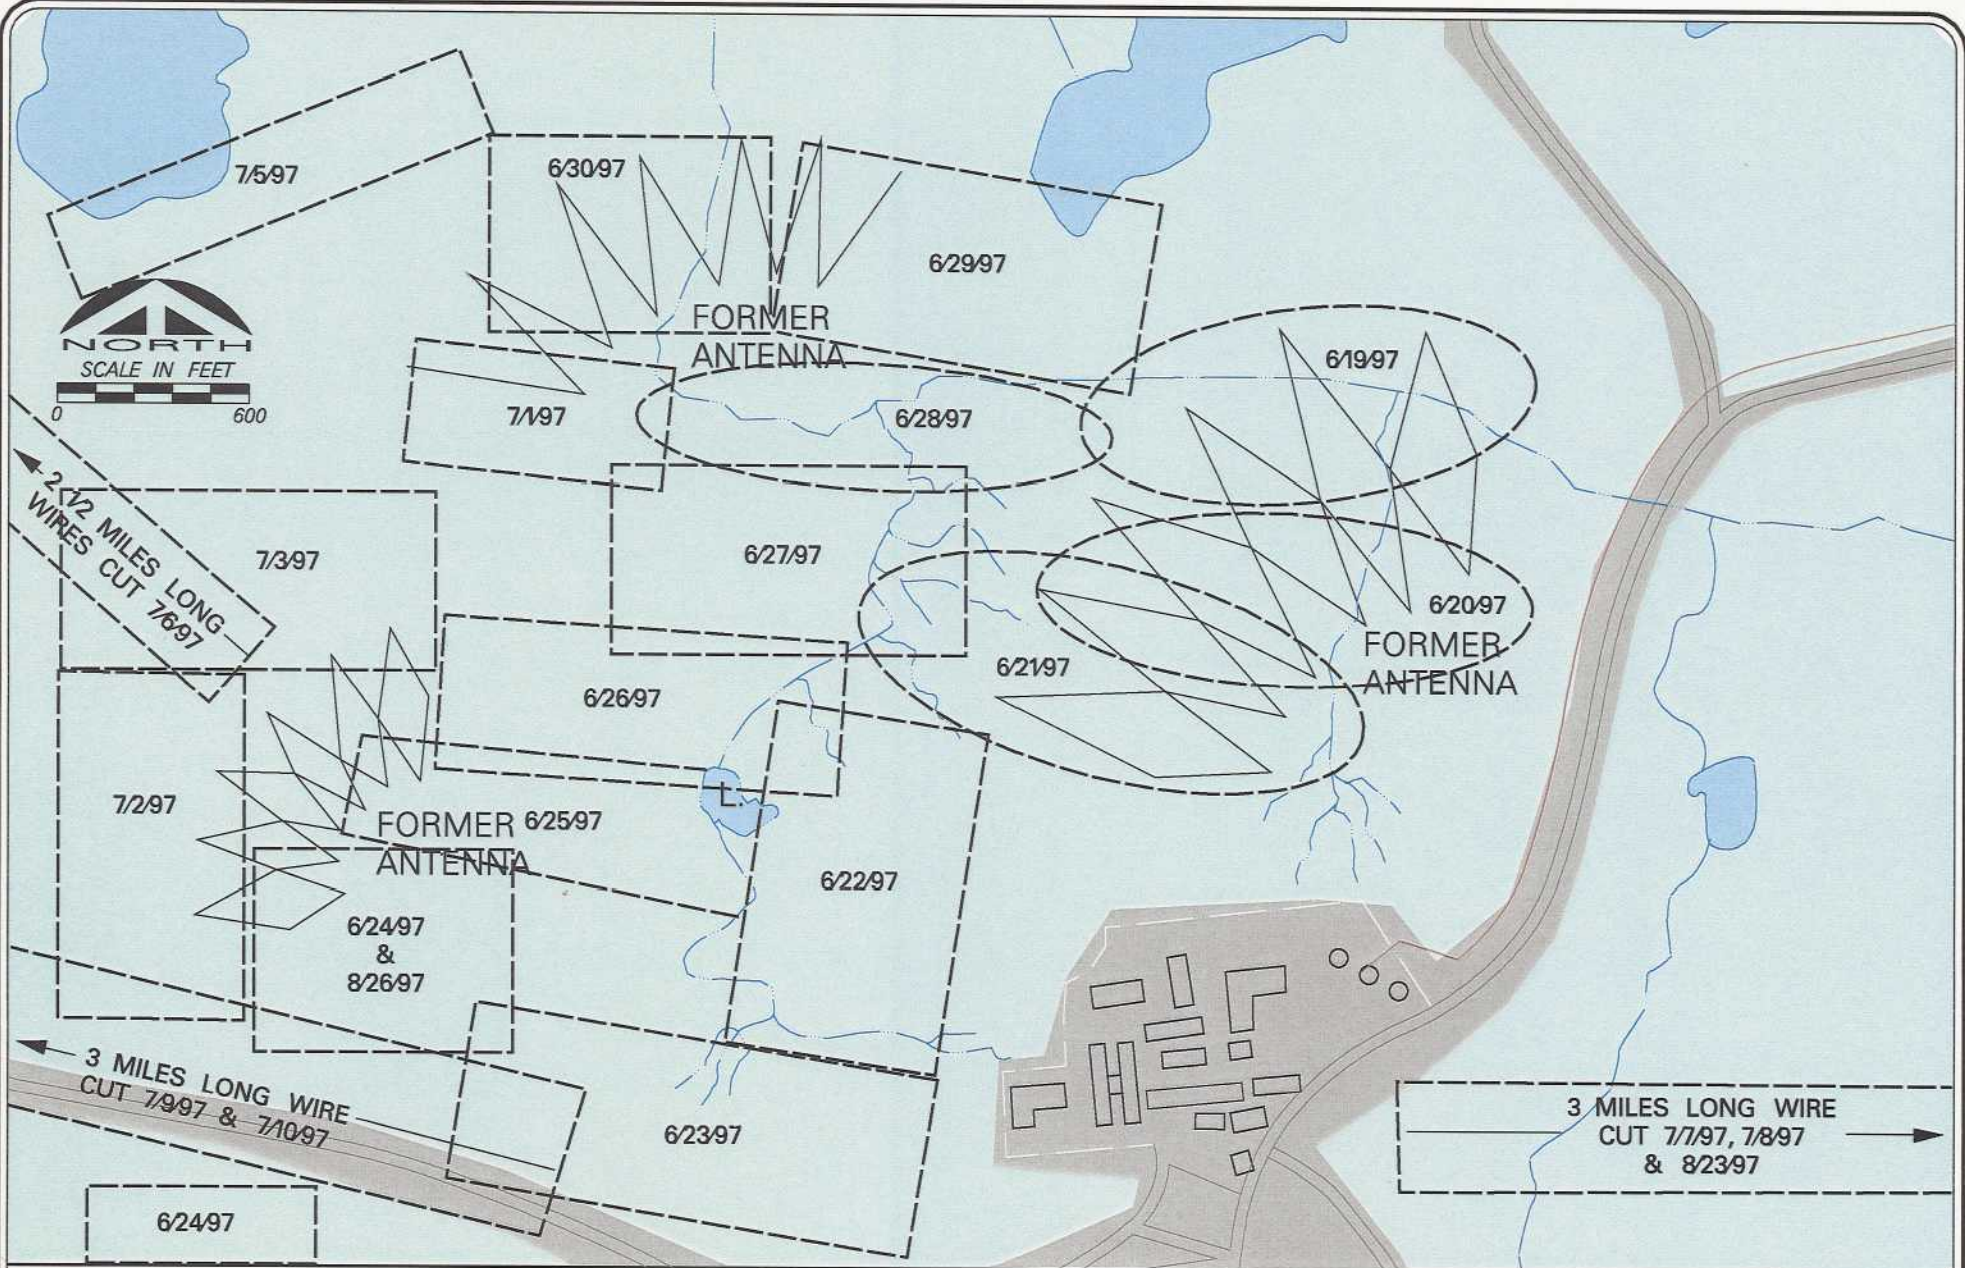 7/5/97
6/30/97
6/29/97
FORMER
ANTENNA
NORTH
SCALE IN FEET
0 600
7/1/97
6/28/97
6/19/97
2 1/2 MILES LONG
WIRES CUT 7/6/97
7/3/97
6/27/97
6/20/97
FORMER
ANTENNA
6/21/97
6/26/97
7/2/97
FORMER
ANTENNA
6/25/97
L.
6/22/97
6/24/97
&
8/26/97
3 MILES LONG WIRE
CUT 7/9/97 & 7/10/97
6/23/97
3 MILES LONG WIRE
CUT 7/7/97, 7/8/97
& 8/23/97
6/24/97